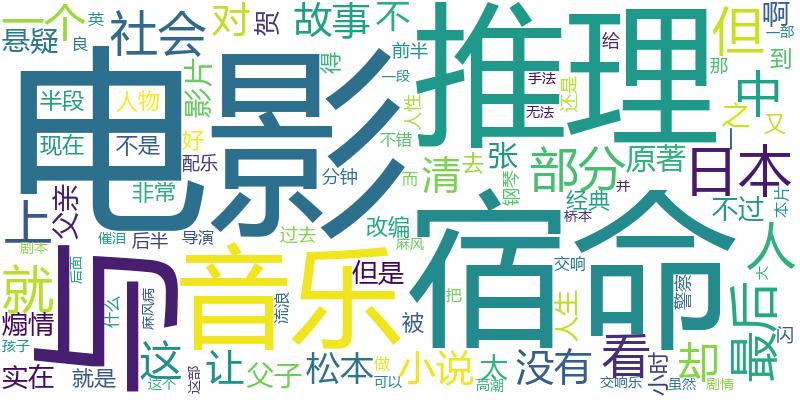 一个
英
良
悬疑
社会
对
贺
故事
不
前半
一段
推理
给
手法
无法
还是
但
那
啊
一部
到
中
之
又
一
影片
得
人性
不错
电影
半段
人物
现在
不是
好
配乐
非常
分钟
而
清
去
张
钢琴
部分
原著
经典
并
桥本
日本
不过
本片
上
父亲
催泪
剧本
后半
导演
过去
改编
麻风
宿命
交响
大
人
与
音乐
后面
什么
麻风病
流浪
但是
把
人生
警察
最后
闪
就
煽情
孩子
实在
就是
这
这个
这部
让
父子
松本
被
做
可以
小说
太
高潮
没有
看
交响乐
小时
却
虽然
剧情